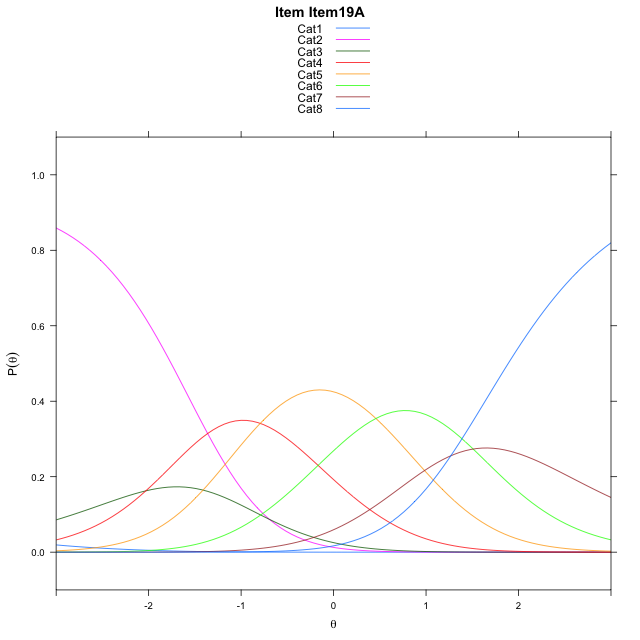 Item Item19A
Cat1
Cat2
Cat3
Cat4
Cat5
Cat6
Cat7
Cat8
1.0
0.8
0.6
0.4
0.2
0.0
P(θ)
-2 -1 0 1 2
θ